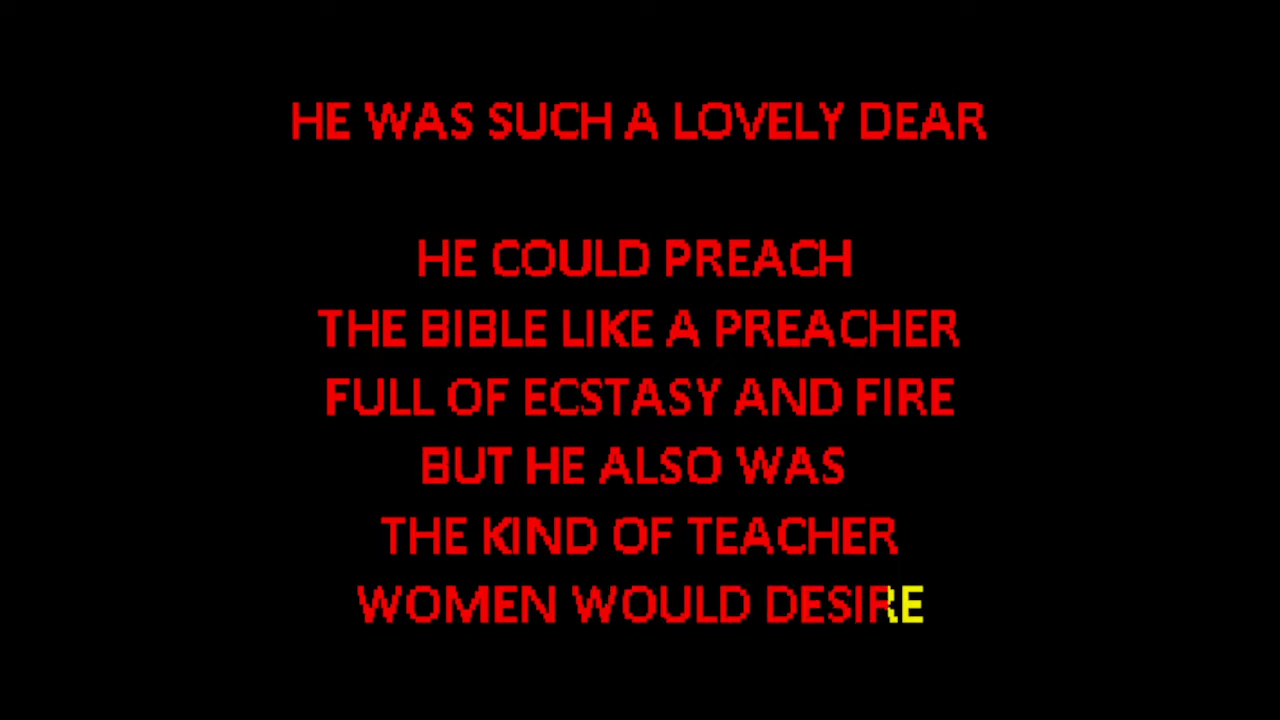 HE WAS SUCH A LOVELY DEAR
HE COULD PREACH
THE BIBLE LIKE A PREACHER
FULL OF ECSTASY AND FIRE
BUT HE ALSO WAS
THE KIND OF TEACHER
WOMEN WOULD DESIRE